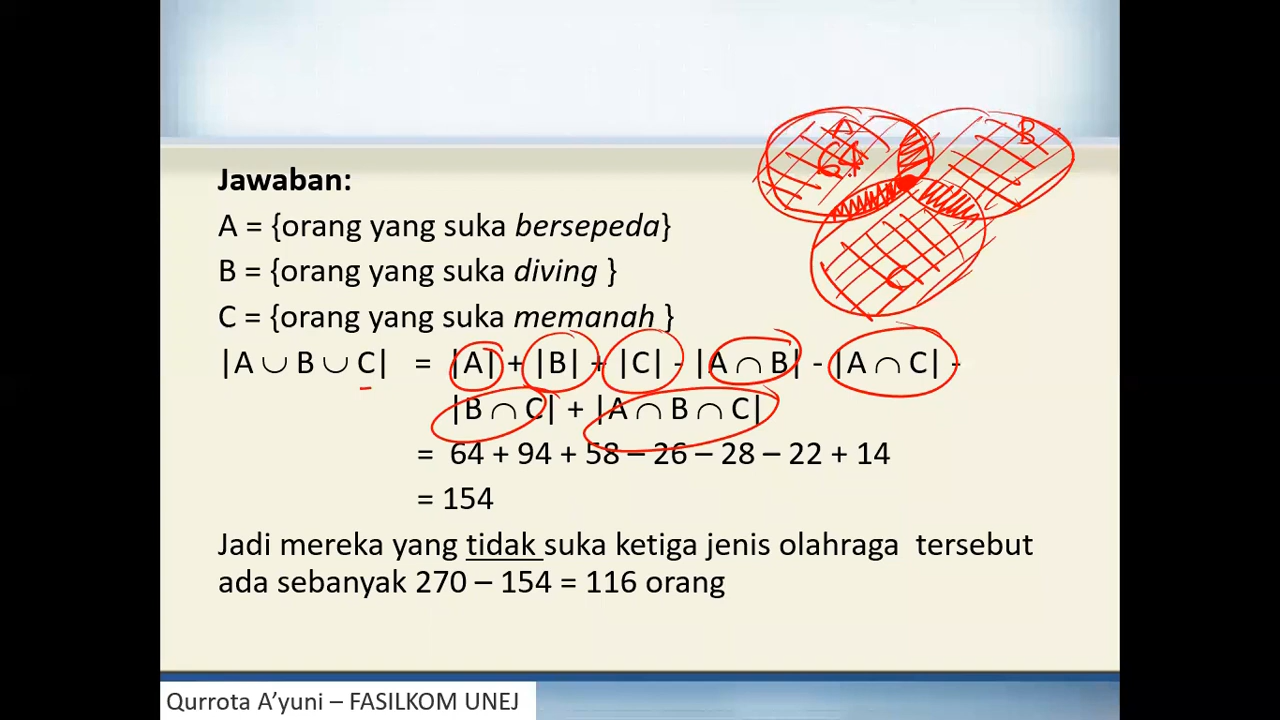 A
B
64
C
Jawaban:
A = {orang yang suka bersepeda}
B = {orang yang suka diving }
C = {orang yang suka memanah }
|A ∪ B ∪ C| = |A| + |B| + |C| - |A ∩ B| - |A ∩ C| -
|B ∩ C| + |A ∩ B ∩ C|
= 64 + 94 + 58 – 26 – 28 – 22 + 14
= 154
Jadi mereka yang tidak suka ketiga jenis olahraga tersebut
ada sebanyak 270 – 154 = 116 orang
Qurrota A’yuni – FASILKOM UNEJ